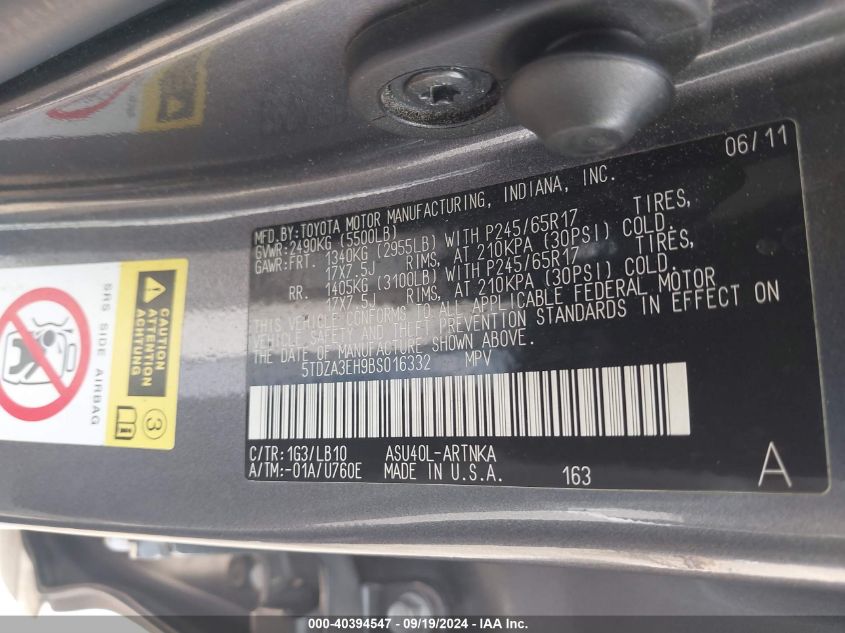 06/11
MFD.BY:TOYOTA MOTOR MANUFACTURING, INDIANA, INC.
GVWR:2490KG (5500LB)
GAWR:FRT. 1340KG (2955LB) WITH P245/65R17 TIRES,
17X7.5J RIMS, AT 210KPA (30PSI) COLD.
RR. 1405KG (3100LB) WITH P245/65R17 TIRES,
17X7.5J RIMS, AT 210KPA (30PSI) COLD.
THIS VEHICLE CONFORMS TO ALL APPLICABLE FEDERAL MOTOR
VEHICLE SAFETY AND THEFT PREVENTION STANDARDS IN EFFECT ON
THE DATE OF MANUFACTURE SHOWN ABOVE.
5TDZA3EH9BS016332 MPV
C/TR:1G3/LB10 ASU40L-ARTNKA
A/TM:-01A/U760E MADE IN U.S.A. 163 A
SRS SIDE AIRBAG
CAUTION
ATTENTION
ACHTUNG
3
000-40394547 - 09/19/2024 - IAAI.COM